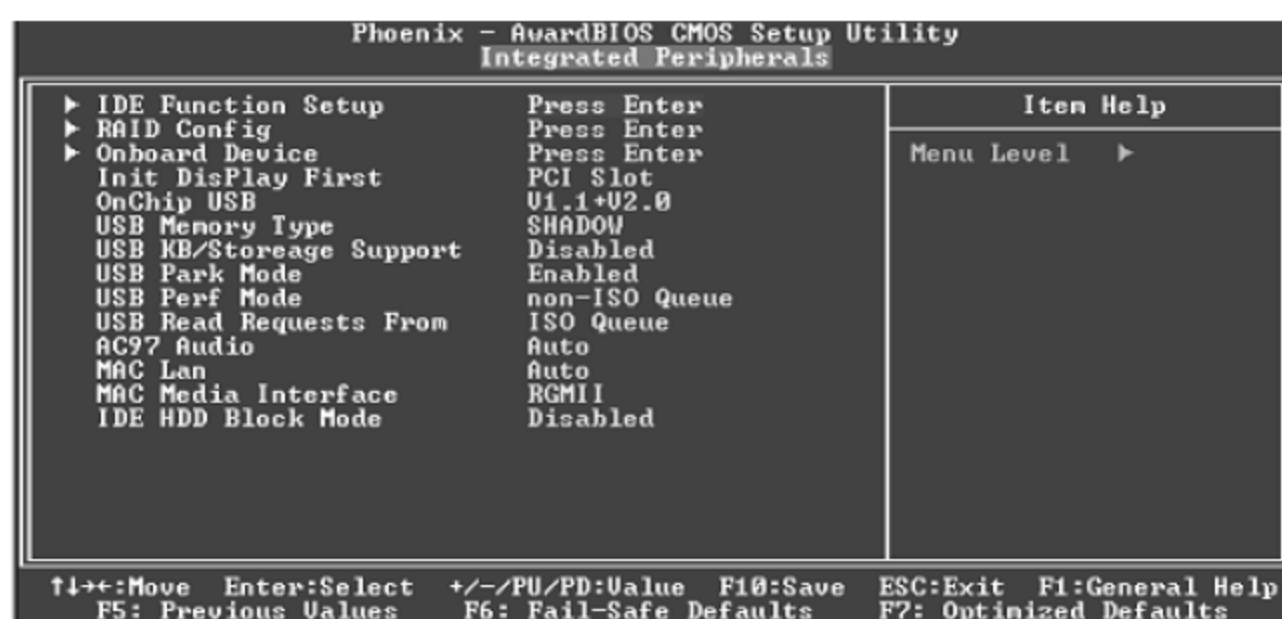 Phoenix - AwardBIOS CMOS Setup Utility
Integrated Peripherals
IDE Function Setup Press Enter
RAID Config Press Enter
Onboard Device Press Enter
Init DisPlay First PCI Slot
OnChip USB V1.1+V2.0
USB Memory Type SHADOW
USB KB/Storeage Support Disabled
USB Park Mode Enabled
USB Perf Mode non-ISO Queue
USB Read Requests From ISO Queue
AC97 Audio Auto
MAC Lan Auto
MAC Media Interface RGMII
IDE HDD Block Mode Disabled
Item Help
Menu Level ▶
↑↓→←:Move Enter:Select +/-/PU/PD:Value F10:Save ESC:Exit F1:General Help
F5: Previous Values F6: Fail-Safe Defaults F7: Optimized Defaults